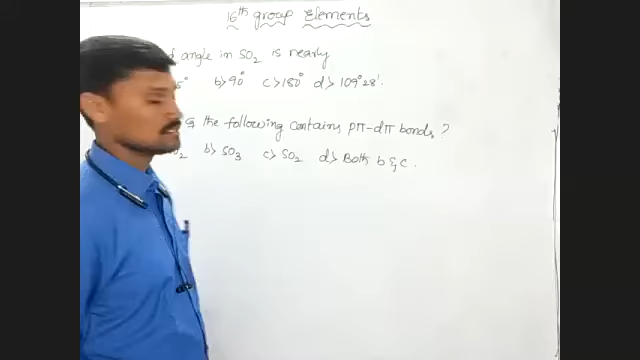 16th group Elements
angle in SO2 is nearly
5° b> 90° c> 180° d> 109°28'.
the following contains pπ-dπ bonds, ?
b> SO3 c> SO2 d> Both b & c.